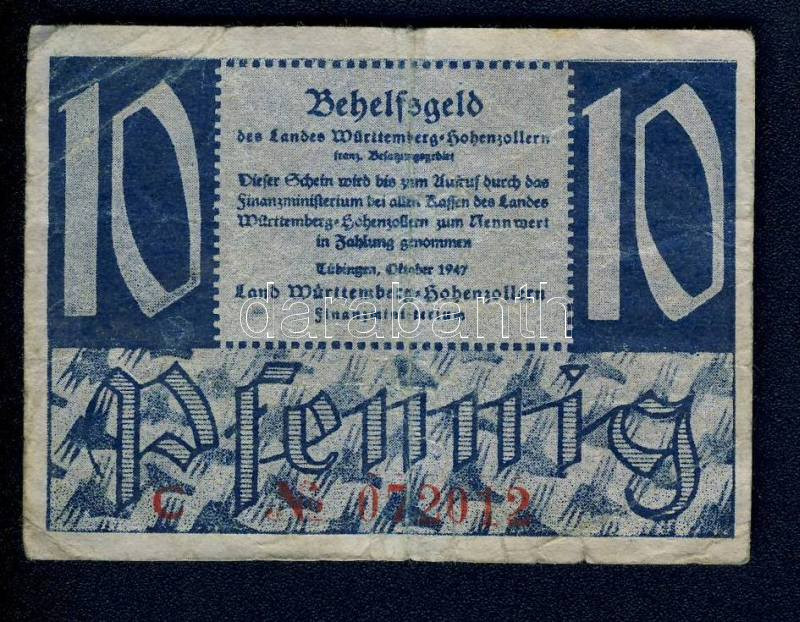 10
Behelfsgeld
des Landes Württemberg-Hohenzollern
franz. Besatzungsgebiet
Dieser Schein wird bis zum Aufruf durch das
Finanzministerium bei allen Kassen des Landes
Württemberg-Hohenzollern zum Nennwert
in Zahlung genommen
Tübingen, Oktober 1947
Land Württemberg-Hohenzollern
Finanzministerium
10
darabanth
Pfennig
C № 072012